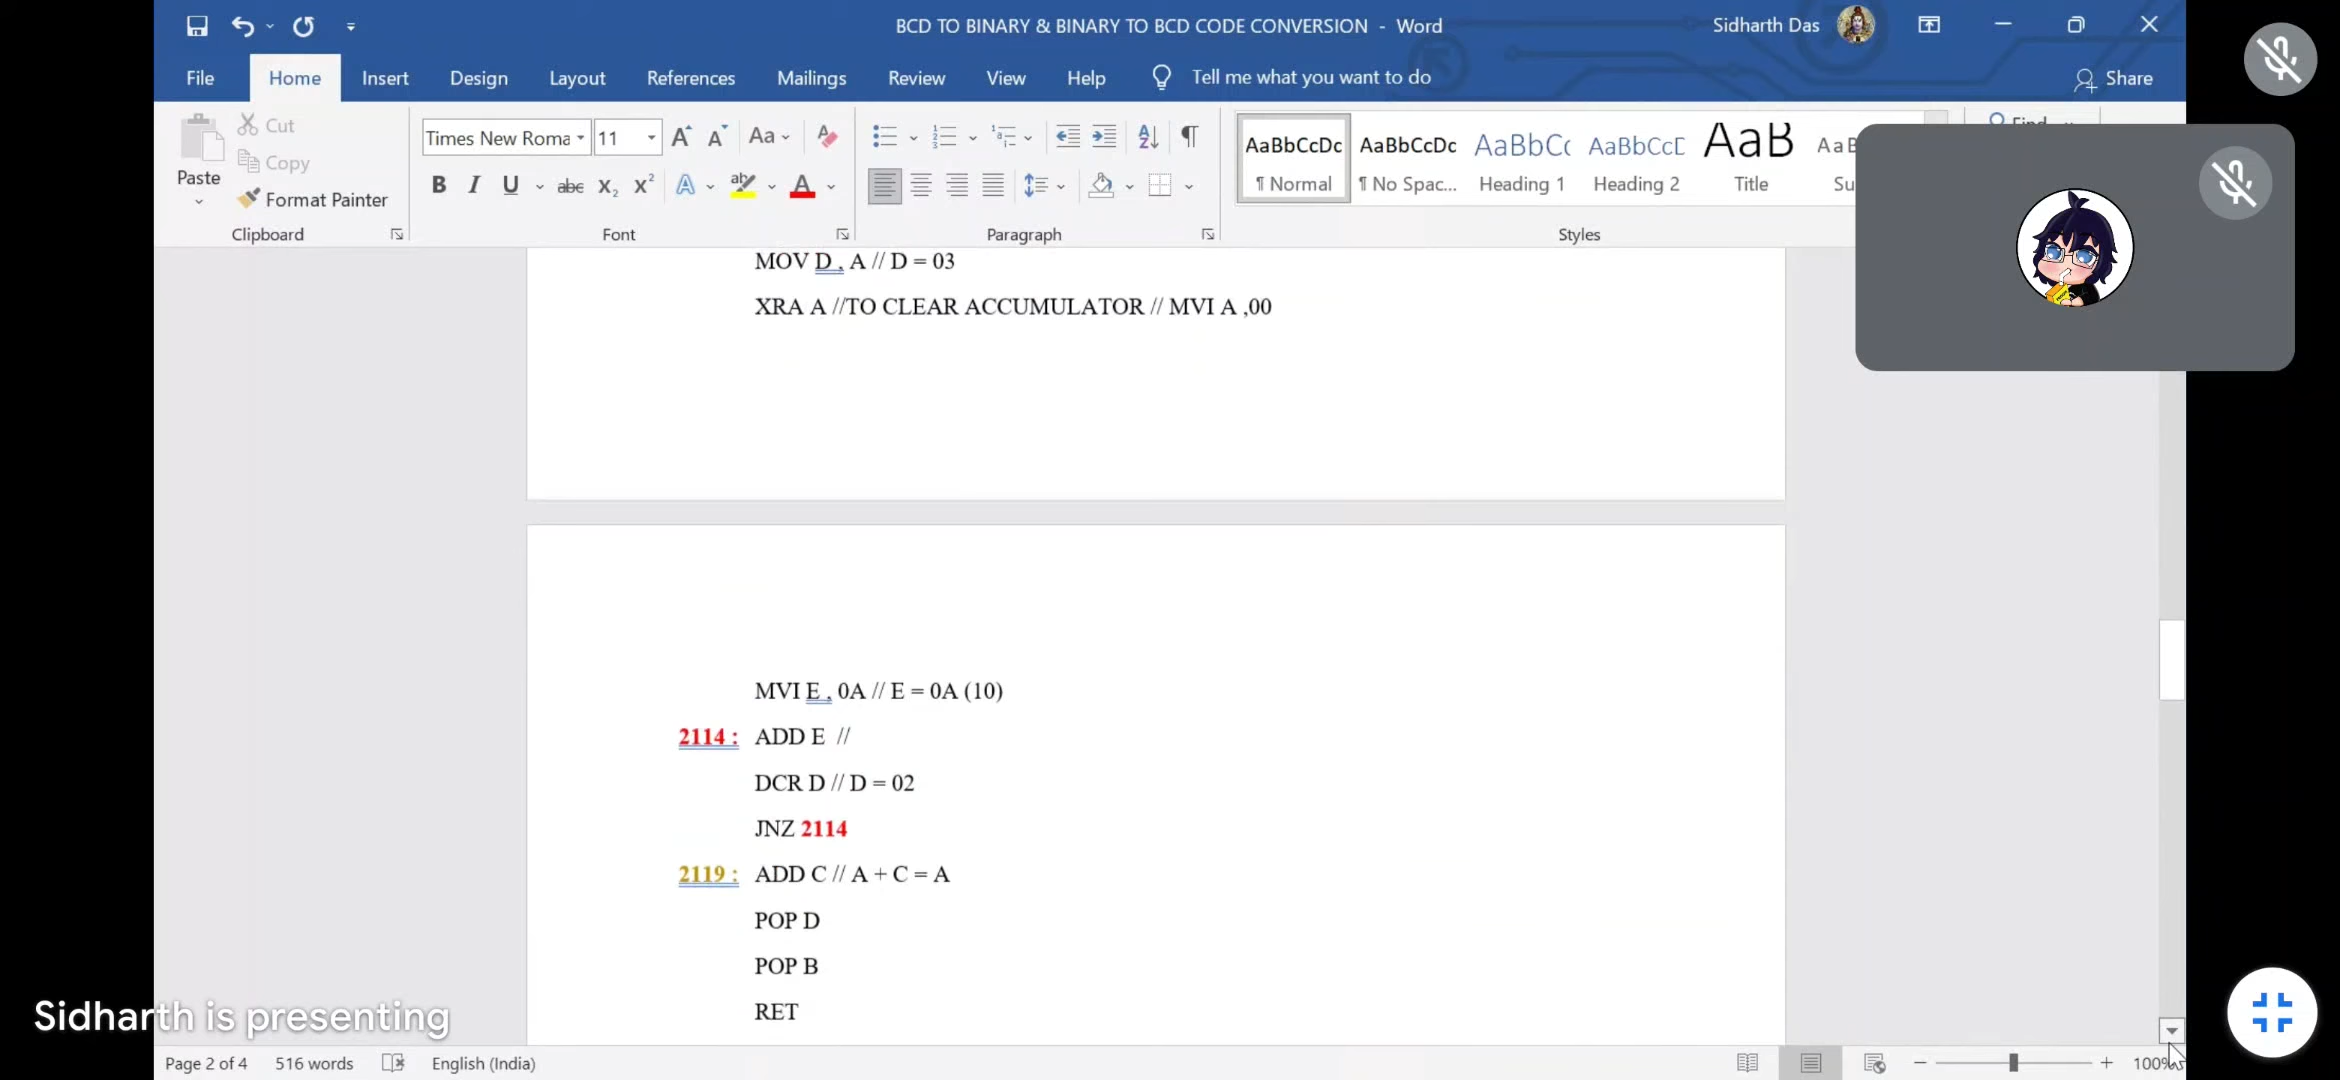 BCD TO BINARY & BINARY TO BCD CODE CONVERSION - Word
Sidharth Das
File Home Insert Design Layout References Mailings Review View Help Tell me what you want to do
Share
Cut
Copy
Paste
Format Painter
Clipboard
Times New Roma 11
Font
Paragraph
AaBbCcDc AaBbCcDc AaBbCc AaBbCcD AaB
¶ Normal ¶ No Spac... Heading 1 Heading 2 Title
Styles
MOV D , A // D = 03
XRA A //TO CLEAR ACCUMULATOR // MVI A ,00
MVI E , 0A // E = 0A (10)
2114 : ADD E //
DCR D // D = 02
JNZ 2114
2119 : ADD C // A + C = A
POP D
POP B
RET
Sidharth is presenting
Page 2 of 4 516 words English (India)
100%